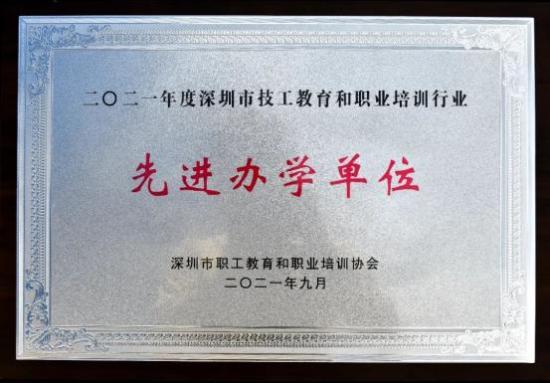 二〇二一年度深圳市技工教育和职业培训行业
先进办学单位
深圳市职工教育和职业培训协会
二〇二一年九月